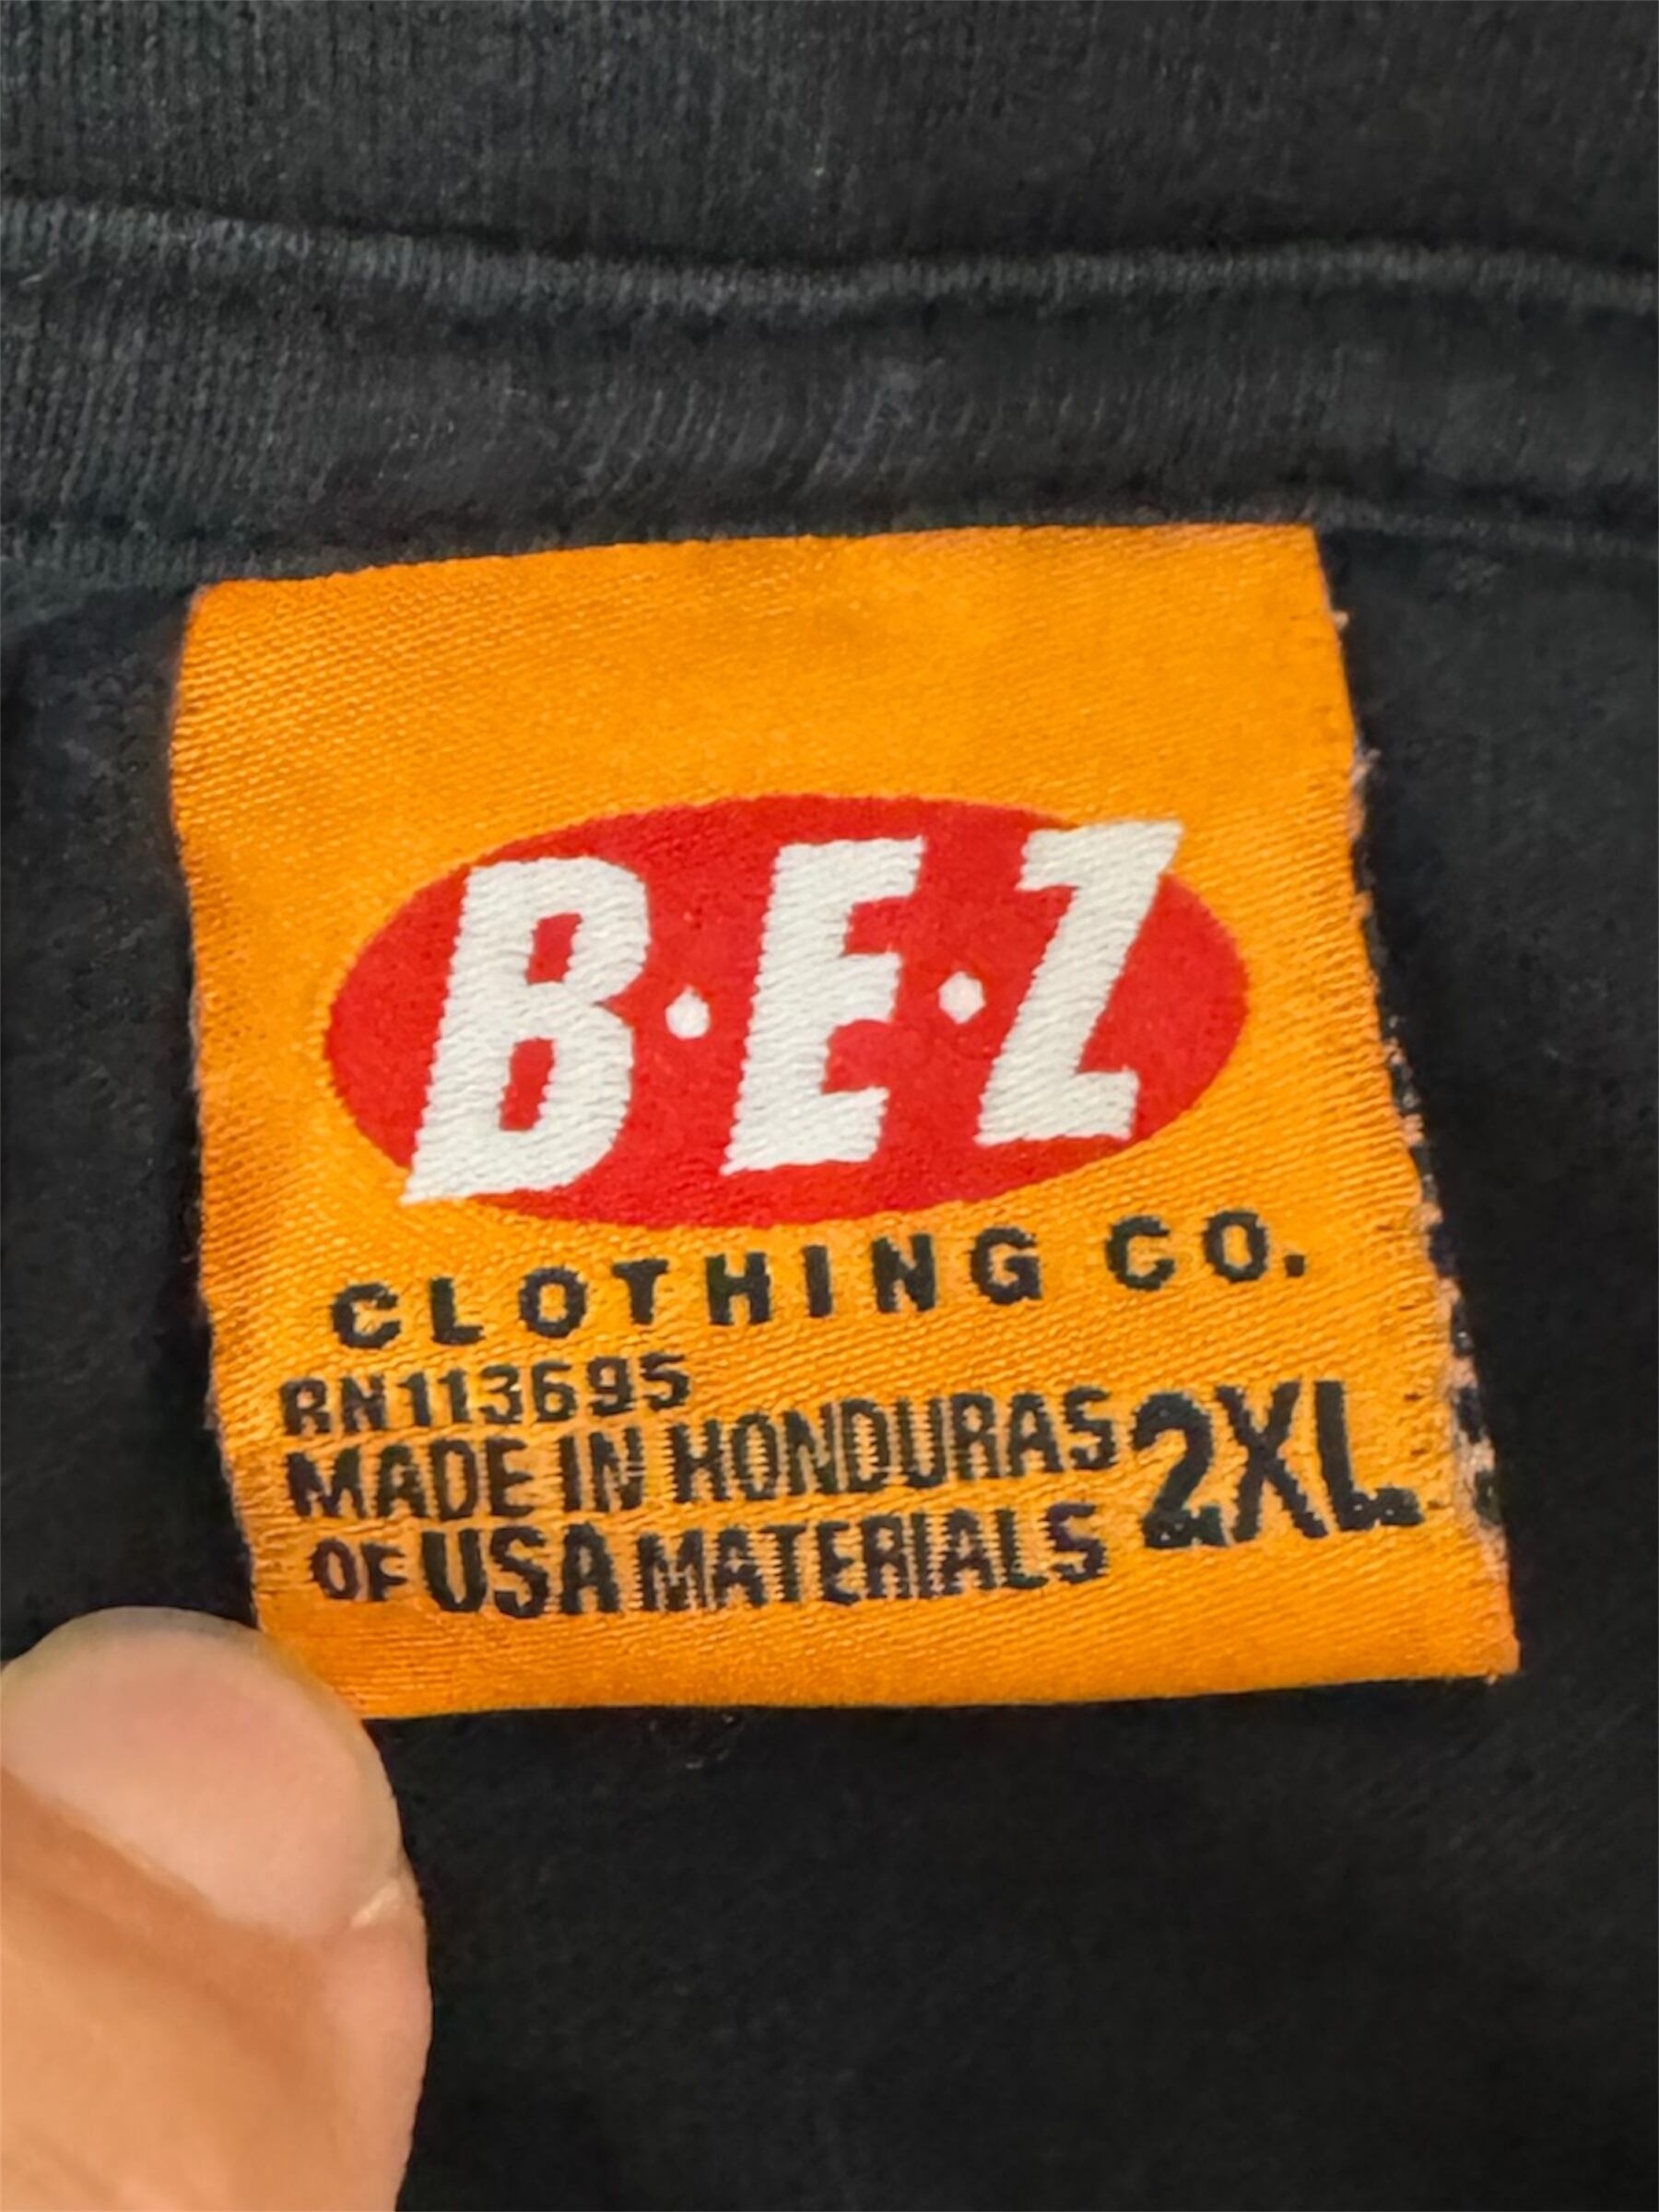 B·E·Z
CLOTHING CO.
RN113695
MADE IN HONDURAS
OF USA MATERIALS
2XL